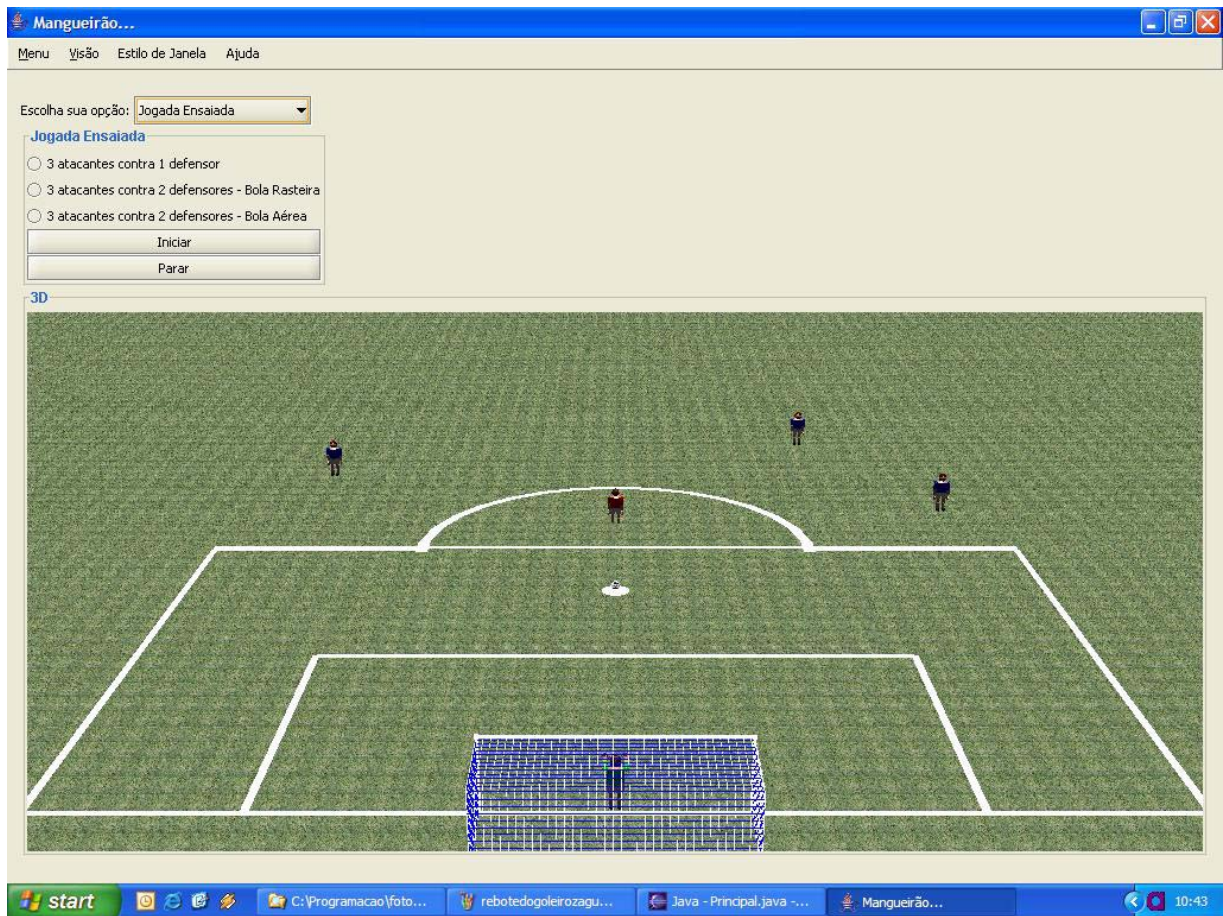 Mangueirão...
Menu Visão Estilo de Janela Ajuda
Escolha sua opção: Jogada Ensaiada
Jogada Ensaiada
3 atacantes contra 1 defensor
3 atacantes contra 2 defensores - Bola Rasteira
3 atacantes contra 2 defensores - Bola Aérea
Iniciar
Parar
3D
start C:\Programacao\foto... rebotedogoleirozagu... Java - Principal.java -... Mangueirão... 10:43